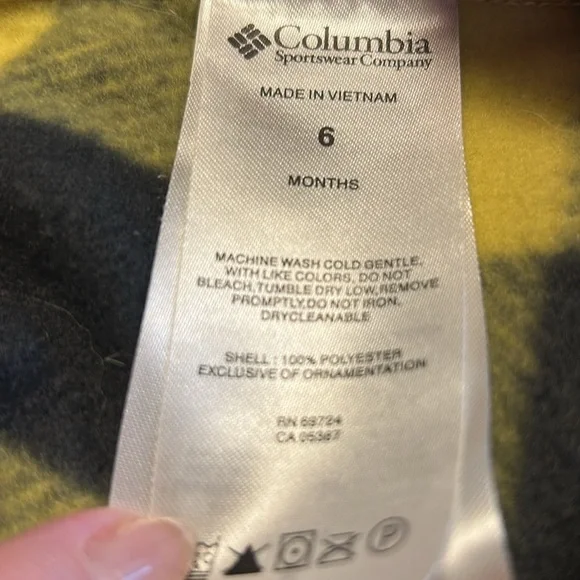 Columbia
Sportswear Company
MADE IN VIETNAM
6
MONTHS
MACHINE WASH COLD GENTLE,
WITH LIKE COLORS, DO NOT
BLEACH,TUMBLE DRY LOW,REMOVE
PROMPTLY,DO NOT IRON.
DRYCLEANABLE
SHELL : 100% POLYESTER
EXCLUSIVE OF ORNAMENTATION
RN 69724
CA 05367
P